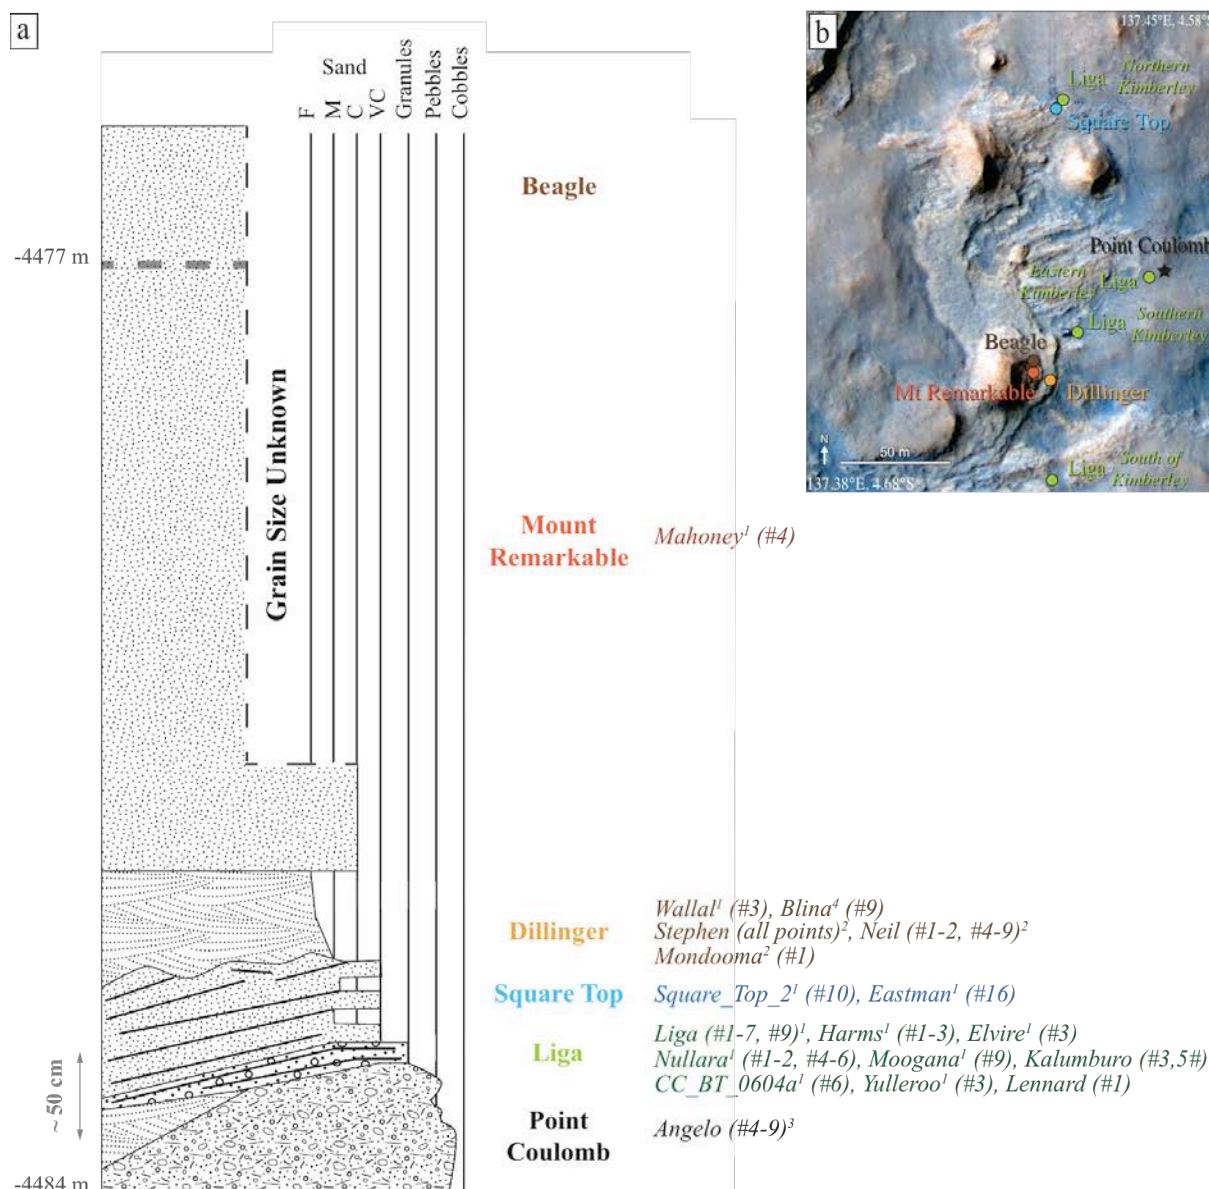 a
Sand
F
M
C
VC
Granules
Pebbles
Cobbles
-4477 m
Grain Size Unknown
~ 50 cm
-4484 m
Beagle
Mount
Remarkable
Mahoney¹ (#4)
Dillinger
Wallal¹ (#3), Blina⁴ (#9)
Stephen (all points)², Neil (#1-2, #4-9)²
Mondooma² (#1)
Square Top
Square_Top_2¹ (#10), Eastman¹ (#16)
Liga
Liga (#1-7, #9)¹, Harms¹ (#1-3), Elvire¹ (#3)
Nullara¹ (#1-2, #4-6), Moogana¹ (#9), Kalumburo (#3,5#)
CC_BT_0604a¹ (#6), Yulleroo¹ (#3), Lennard (#1)
Point
Coulomb
Angelo (#4-9)³
b
137.45°E, 4.58°S
Liga
Northern
Kimberley
Square Top
Point Coulomb
Eastern
Kimberley
Liga
Liga
Southern
Kimberley
Beagle
Mt Remarkable
Dillinger
N
50 m
Liga
South of
Kimberley
137.38°E, 4.68°S